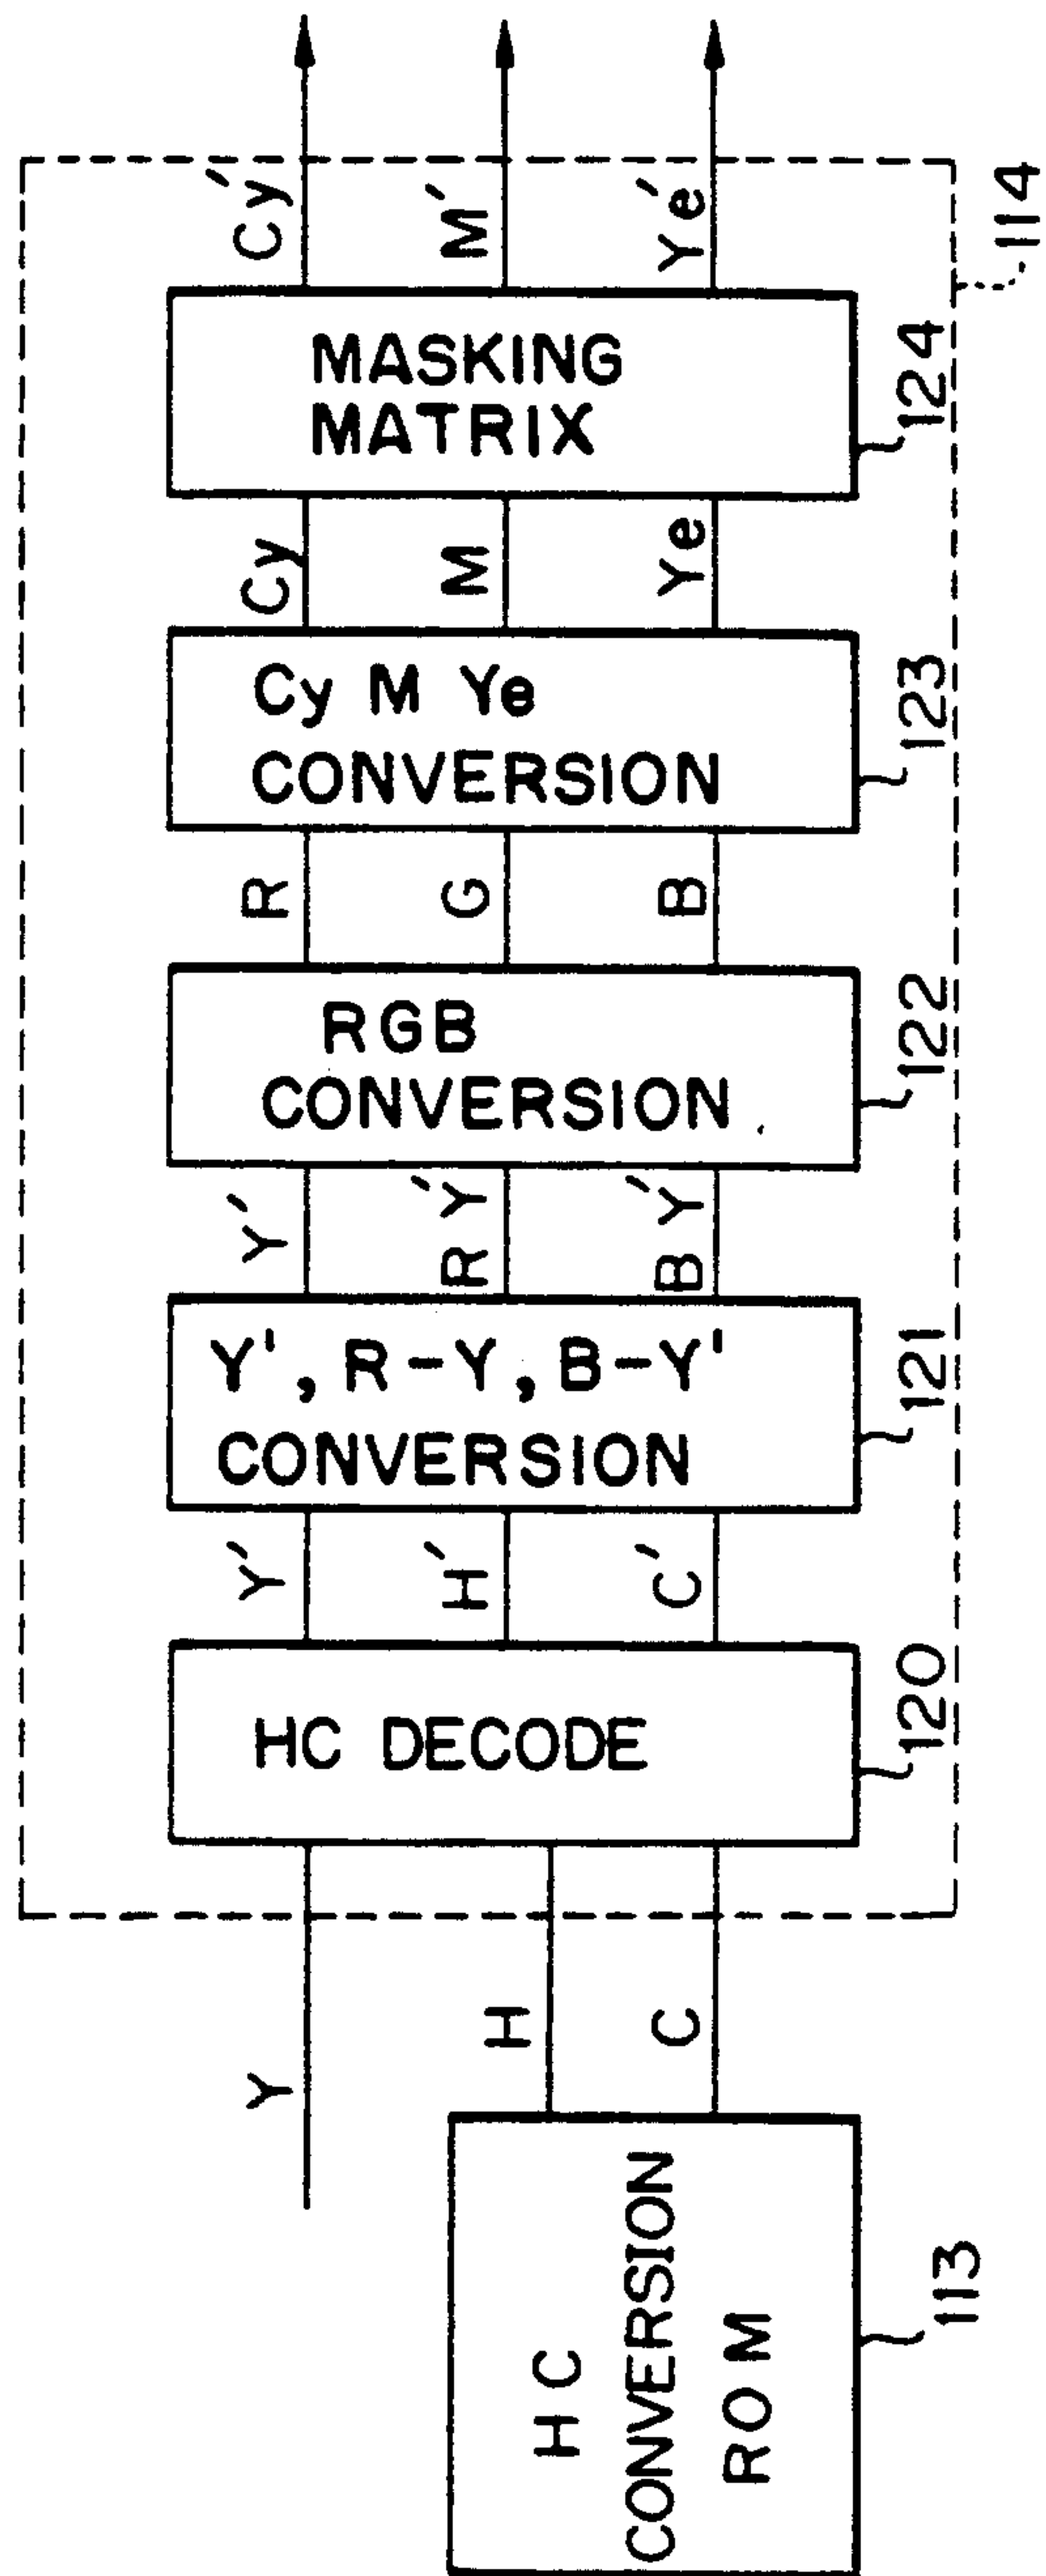 HC
CONVERSION
ROM
113
Y
H
C
HC DECODE
120
Y'
H'
C'
Y', R-Y, B-Y'
CONVERSION
121
Y'
R Y'
B Y'
RGB
CONVERSION
122
R
G
B
Cy M Ye
CONVERSION
123
Cy
M
Ye
MASKING
MATRIX
124
Cy'
M'
Ye'
114